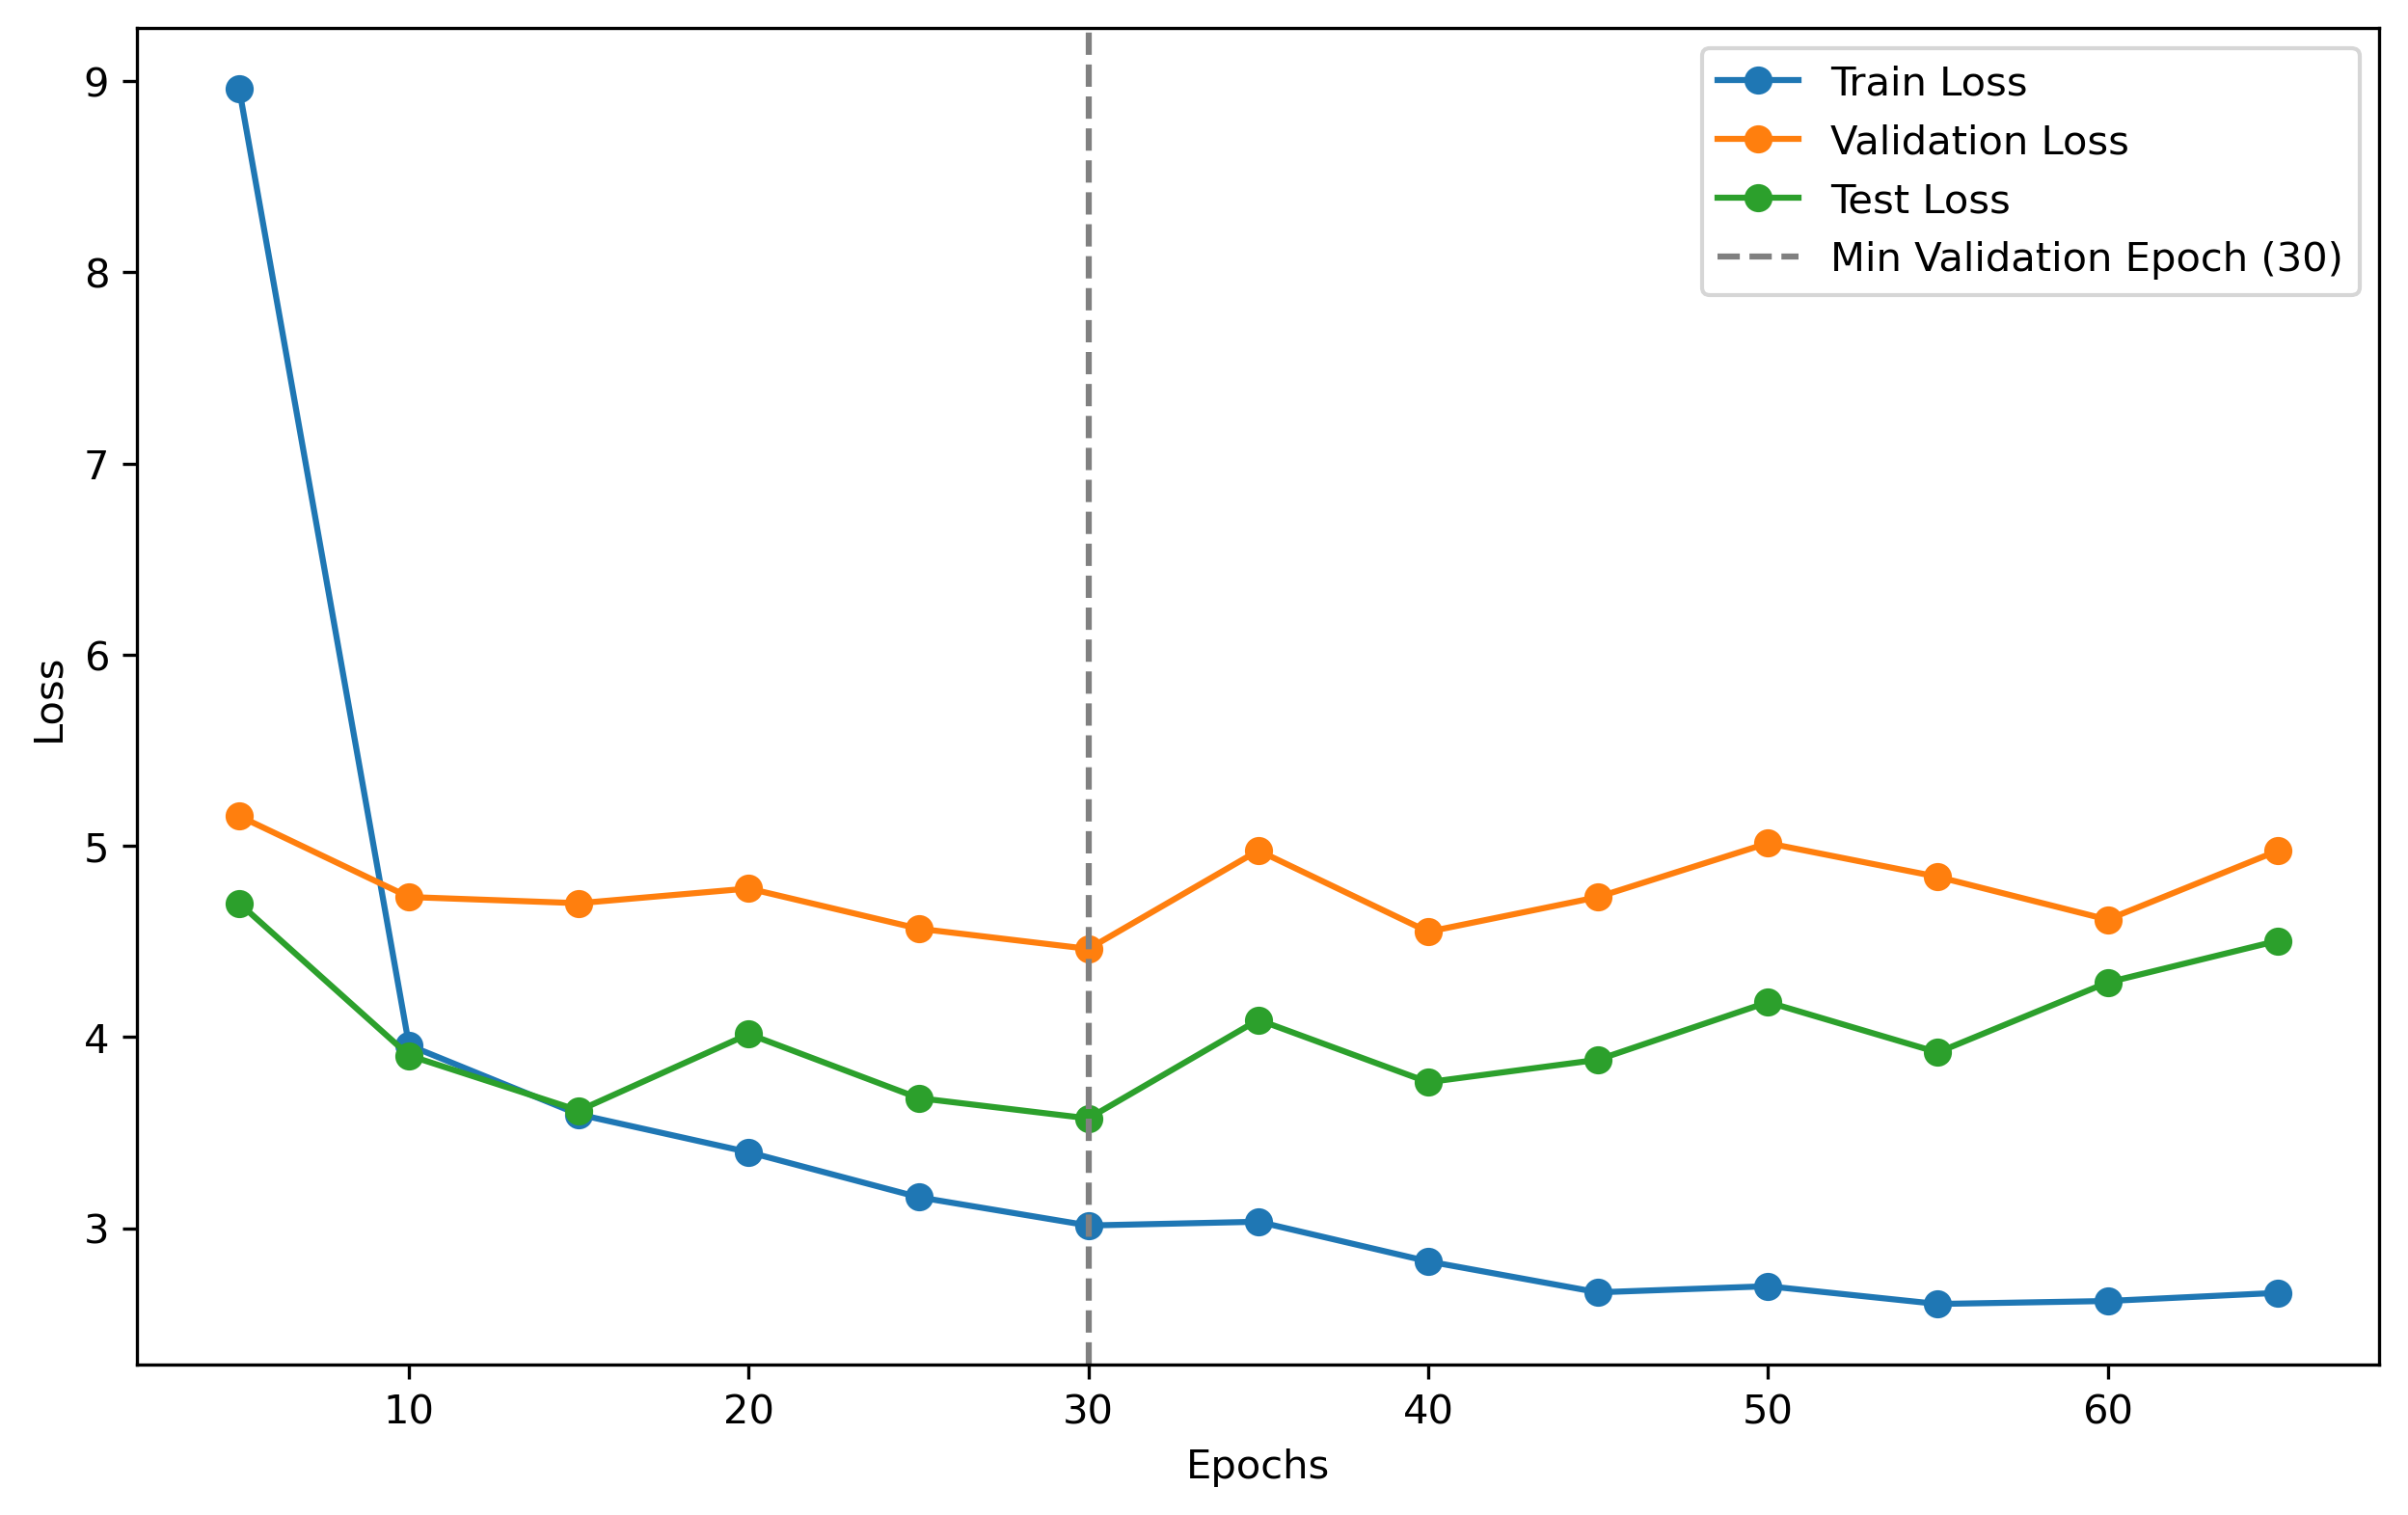 Train Loss
Validation Loss
Test Loss
Min Validation Epoch (30)
9
8
7
6
5
4
3
Loss
10 20 30 40 50 60
Epochs